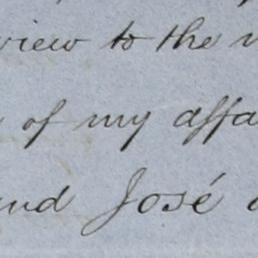 view to the
of my affa
and José